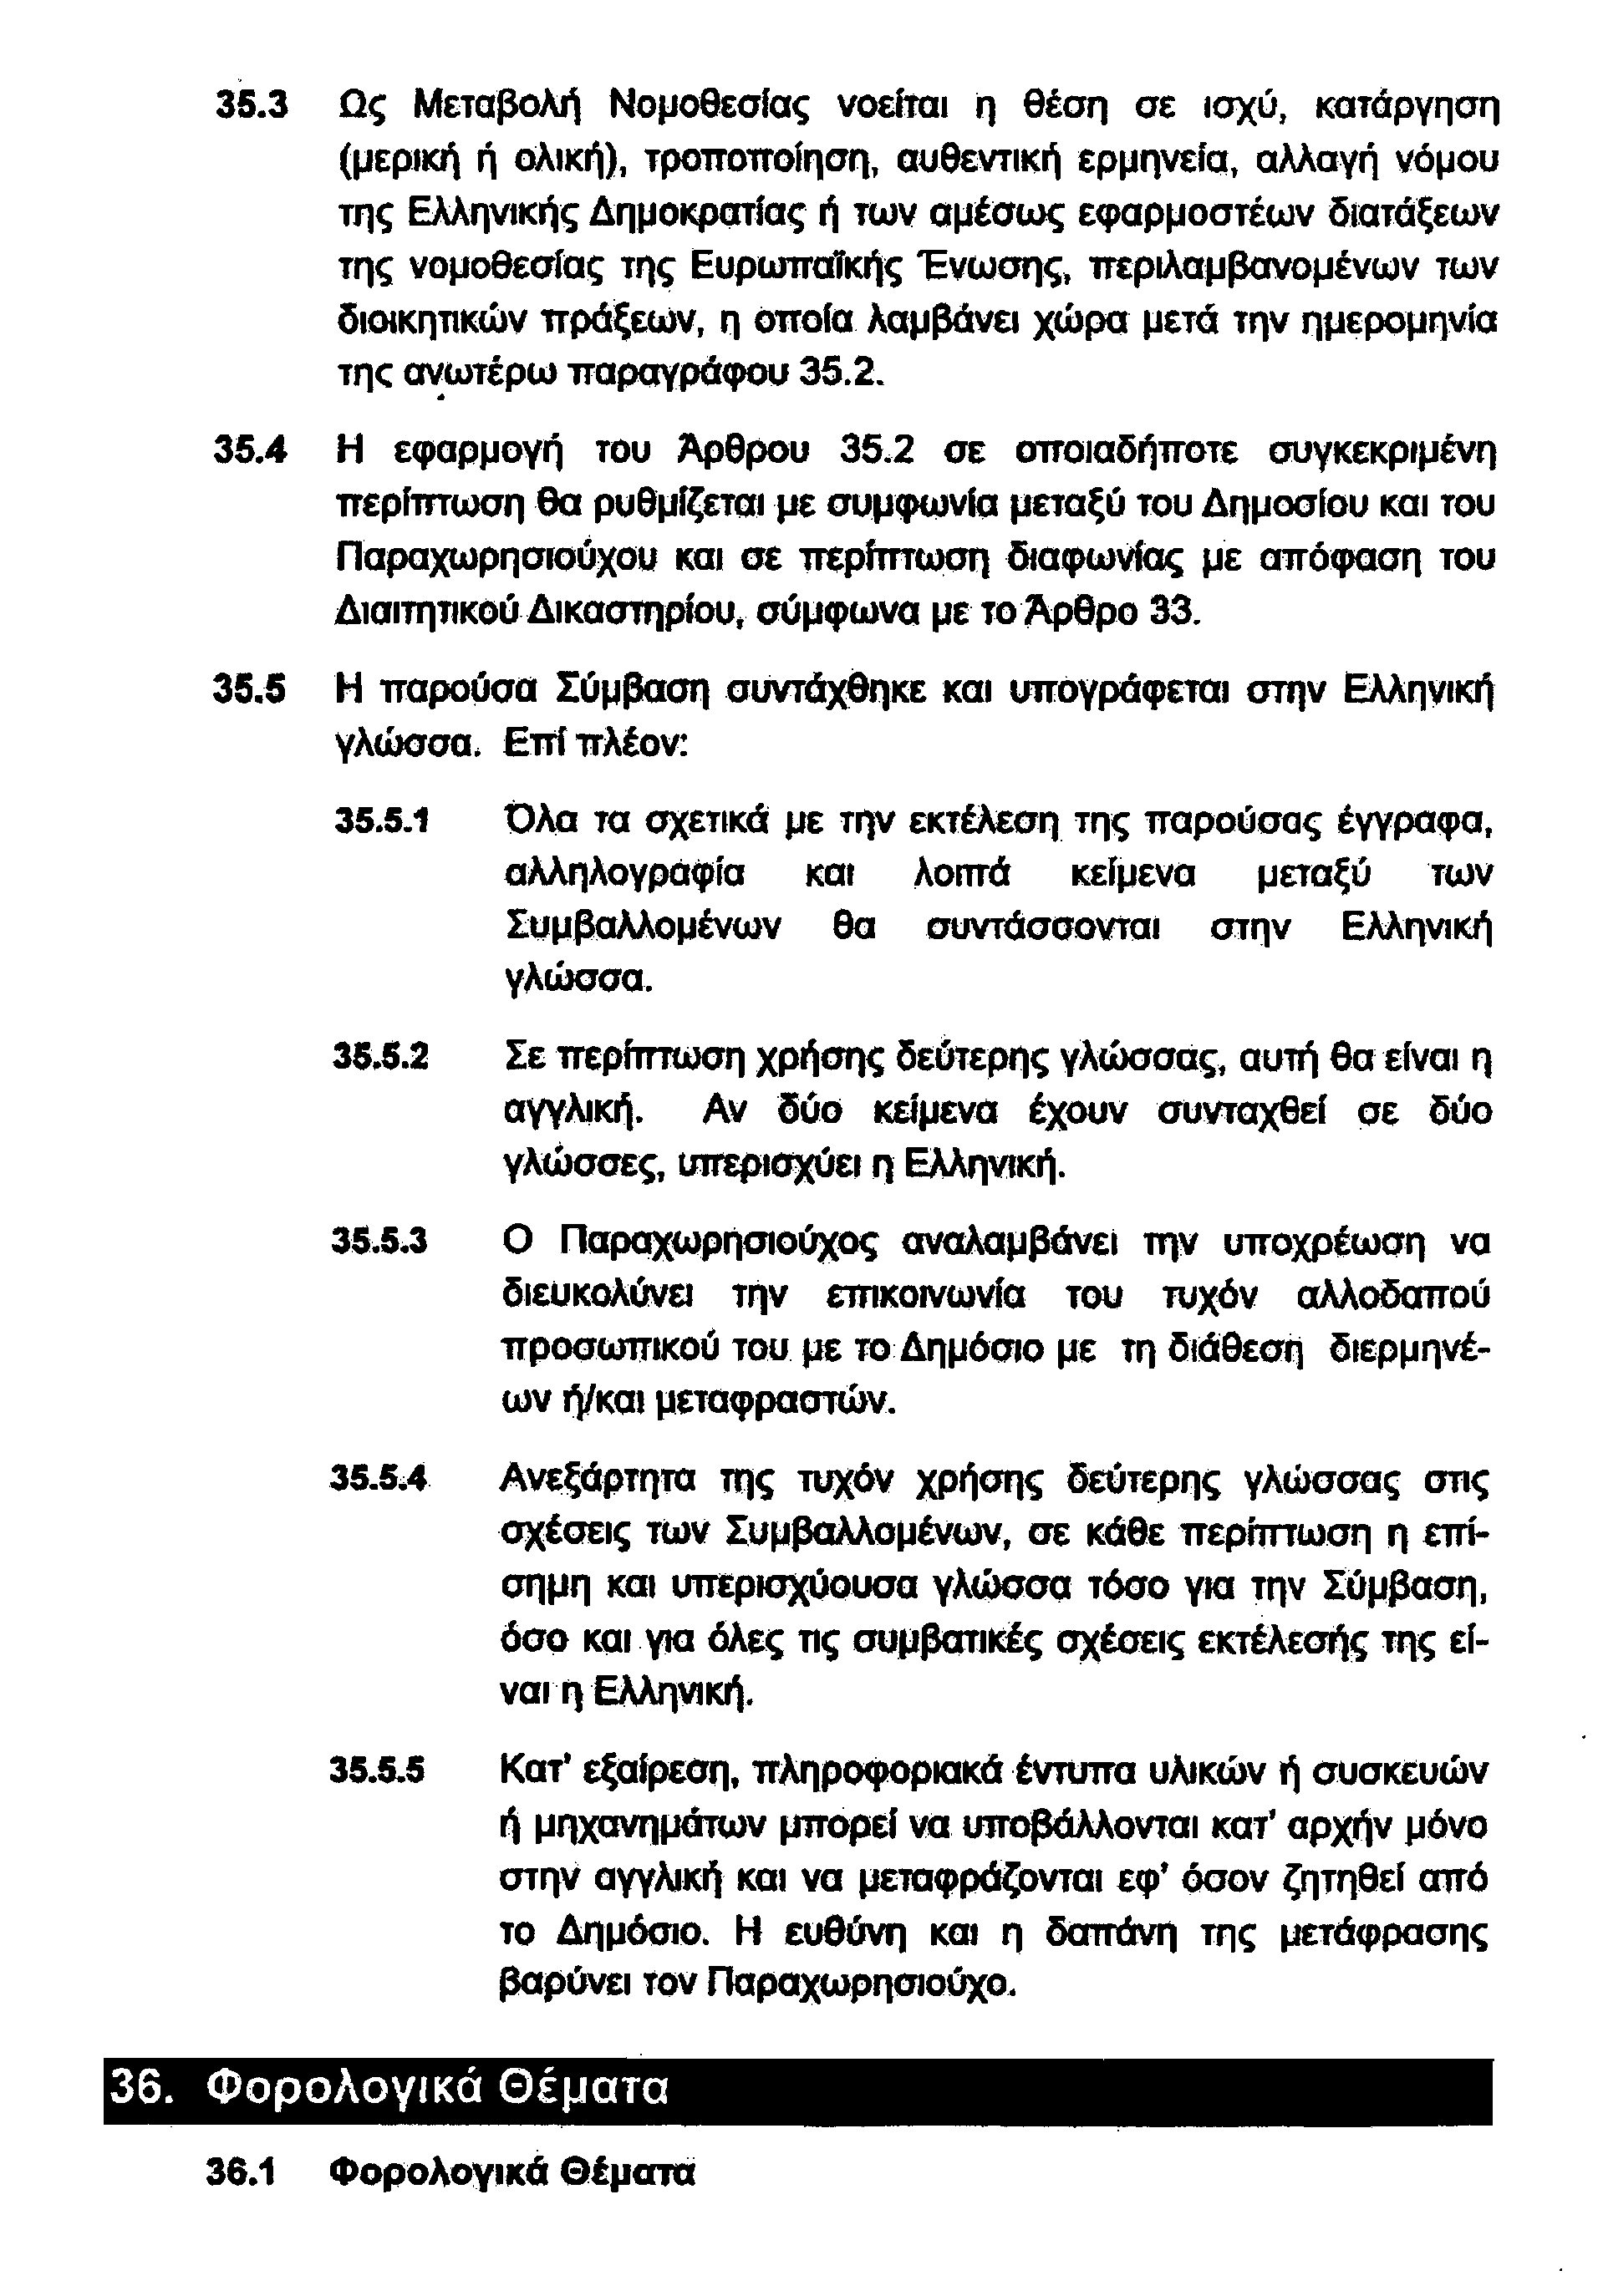 35.3 Ως Μεταβολή Νομοθεσίας νοείται η θέση σε ισχύ, κατάργηση
(μερική ή ολική), τροποποίηση, αυθεντική ερμηνεία, αλλαγή νόμου
της Ελληνικής Δημοκρατίας ή των αμέσως εφαρμοστέων διατάξεων
της νομοθεσίας της Ευρωπαϊκής Ένωσης, περιλαμβανομένων των
διοικητικών πράξεων, η οποία λαμβάνει χώρα μετά την ημερομηνία
της ανωτέρω παραγράφου 35.2.
35.4 Η εφαρμογή του Άρθρου 35.2 σε οποιαδήποτε συγκεκριμένη
περίπτωση θα ρυθμίζεται με συμφωνία μεταξύ του Δημοσίου και του
Παραχωρησιούχου και σε περίπτωση διαφωνίας με απόφαση του
Διαιτητικού Δικαστηρίου, σύμφωνα με το Άρθρο 33.
35.5 Η παρούσα Σύμβαση συντάχθηκε και υπογράφεται στην Ελληνική
γλώσσα. Επί πλέον:
35.5.1 Όλα τα σχετικά με την εκτέλεση της παρούσας έγγραφα,
αλληλογραφία και λοπά κείμενα μεταξύ των
Συμβαλλομένων θα συντάσσονται στην Ελληνική
γλώσσα.
35.5.2 Σε περίπτωση χρήσης δεύτερης γλώσσας, αυτή θα είναι η
αγγλική. Αν δύο κείμενα έχουν συνταχθεί σε δύο
γλώσσες, υπερισχύει η Ελληνική.
35.5.3 Ο Παραχωρησιούχος αναλαμβάνει την υποχρέωση να
διευκολύνει την επικοινωνία του τυχόν αλλοδαπού
προσωπικού του με το Δημόσιο με τη διάθεση διερμηνέ-
ων ή/και μεταφραστών.
35.5.4 Ανεξάρτητα της τυχόν χρήσης δεύτερης γλώσσας στις
σχέσεις των Συμβαλλομένων, σε κάθε περίπτωση η επί-
σημη και υπερισχύουσα γλώσσα τόσο για την Σύμβαση,
όσο και για όλες τις συμβατικές σχέσεις εκτέλεσής της εί-
ναι η Ελληνική.
35.5.5 Κατ' εξαίρεση, πληροφοριακά έντυπα υλικών ή συσκευών
ή μηχανημάτων μπορεί να υποβάλλονται κατ' αρχήν μόνο
στην αγγλική και να μεταφράζονται εφ' όσον ζητηθεί από
το Δημόσιο. Η ευθύνη και η δαπάνη της μετάφρασης
βαρύνει τον Παραχωρησιούχο.
36. Φορολογικά Θέματα
36.1 Φορολογικά Θέματα